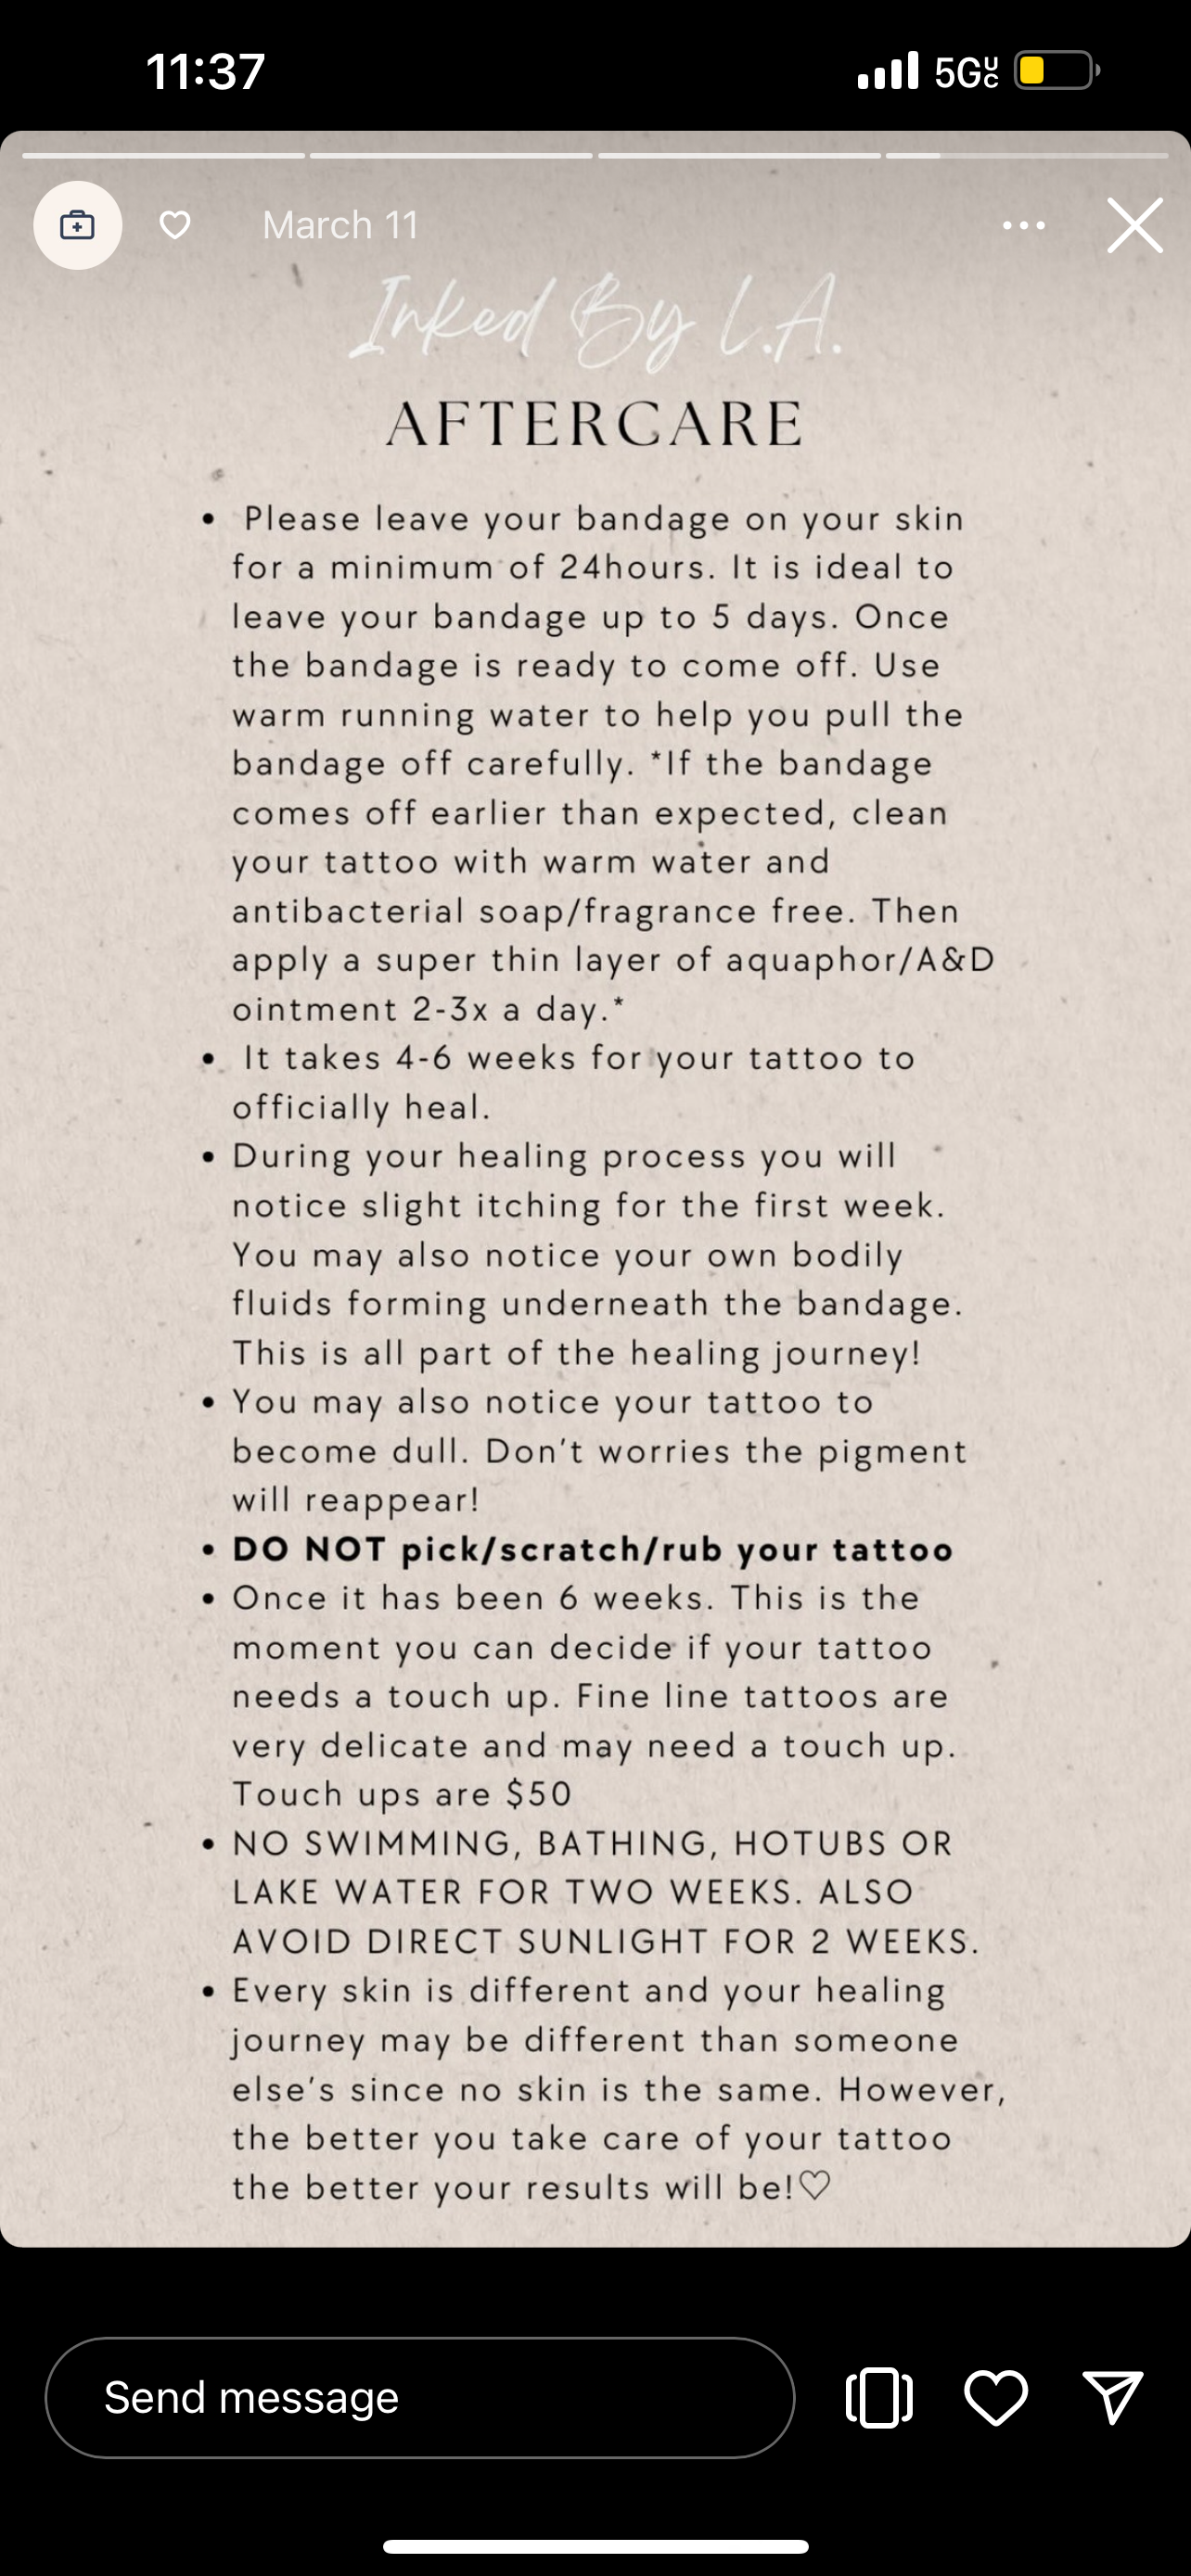 11:37
5GUC
March 11
Inked By L.A.
AFTERCARE
• Please leave your bandage on your skin
for a minimum of 24hours. It is ideal to
leave your bandage up to 5 days. Once
the bandage is ready to come off. Use
warm running water to help you pull the
bandage off carefully. *If the bandage
comes off earlier than expected, clean
your tattoo with warm water and
antibacterial soap/fragrance free. Then
apply a super thin layer of aquaphor/A&D
ointment 2-3x a day.*
• It takes 4-6 weeks for your tattoo to
officially heal.
• During your healing process you will
notice slight itching for the first week.
You may also notice your own bodily
fluids forming underneath the bandage.
This is all part of the healing journey!
• You may also notice your tattoo to
become dull. Don't worries the pigment
will reappear!
• DO NOT pick/scratch/rub your tattoo
• Once it has been 6 weeks. This is the
moment you can decide if your tattoo
needs a touch up. Fine line tattoos are
very delicate and may need a touch up.
Touch ups are $50
• NO SWIMMING, BATHING, HOTUBS OR
LAKE WATER FOR TWO WEEKS. ALSO
AVOID DIRECT SUNLIGHT FOR 2 WEEKS.
• Every skin is different and your healing
journey may be different than someone
else's since no skin is the same. However,
the better you take care of your tattoo
the better your results will be!♡
Send message